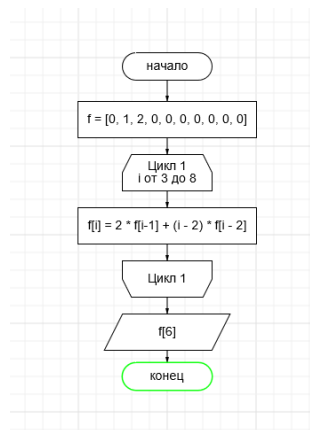 начало
f = [0, 1, 2, 0, 0, 0, 0, 0, 0, 0]
Цикл 1
i от 3 до 8
f[i] = 2 * f[i-1] + (i - 2) * f[i - 2]
Цикл 1
f[6]
конец